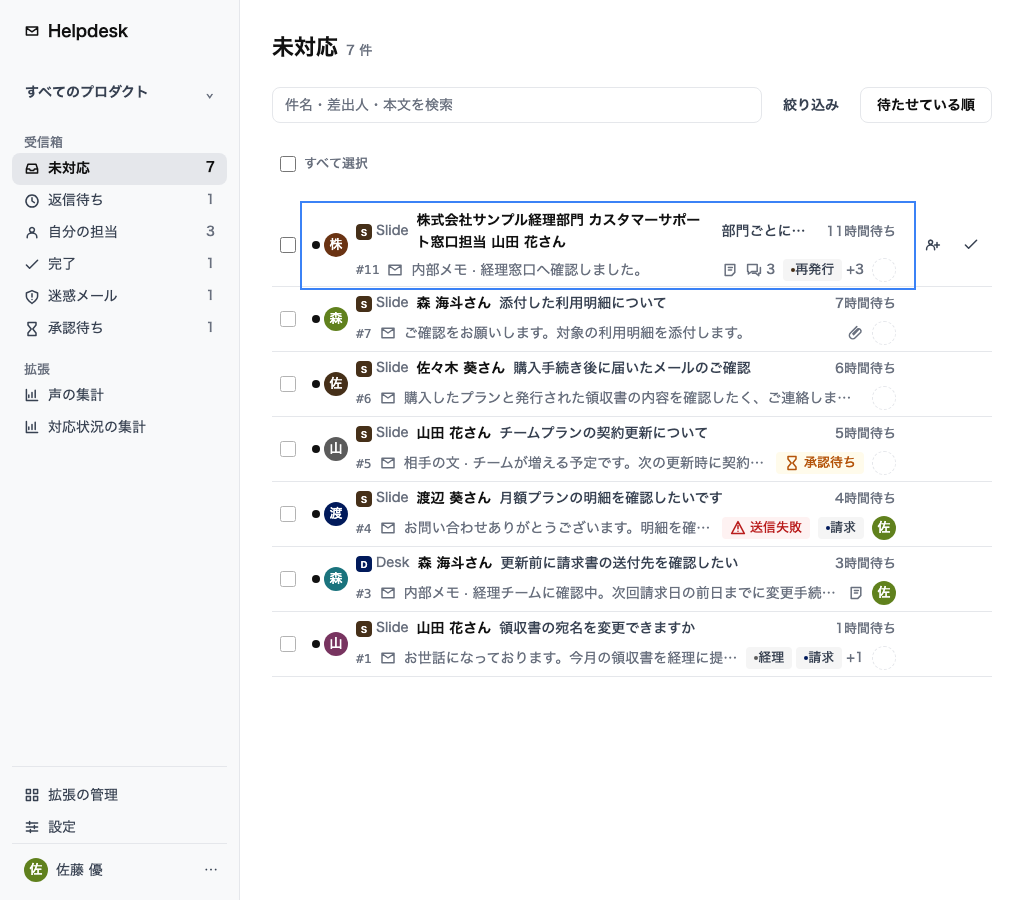 Helpdesk
すべてのプロダクト
受信箱
未対応 7
返信待ち 1
自分の担当 3
完了 1
迷惑メール 1
承認待ち 1
拡張
声の集計
対応状況の集計
拡張の管理
設定
佐 佐藤 優 …
未対応 7 件
件名・差出人・本文を検索 絞り込み 待たせている順
すべて選択
株 S Slide 株式会社サンプル経理部門 カスタマーサポー
ト窓口担当 山田 花さん 部門ごとに… 11時間待ち
#11 内部メモ · 経理窓口へ確認しました。 3 •再発行 +3
森 S Slide 森 海斗さん 添付した利用明細について 7時間待ち
#7 ご確認をお願いします。対象の利用明細を添付します。
佐 S Slide 佐々木 葵さん 購入手続き後に届いたメールのご確認 6時間待ち
#6 購入したプランと発行された領収書の内容を確認したく、ご連絡しま…
山 S Slide 山田 花さん チームプランの契約更新について 5時間待ち
#5 相手の文 · チームが増える予定です。次の更新時に契約… 承認待ち
渡 S Slide 渡辺 葵さん 月額プランの明細を確認したいです 4時間待ち
#4 お問い合わせありがとうございます。明細を確… 送信失敗 •請求 佐
森 D Desk 森 海斗さん 更新前に請求書の送付先を確認したい 3時間待ち
#3 内部メモ · 経理チームに確認中。次回請求日の前日までに変更手続… 佐
山 S Slide 山田 花さん 領収書の宛名を変更できますか 1時間待ち
#1 お世話になっております。今月の領収書を経理に提… •経理 •請求 +1